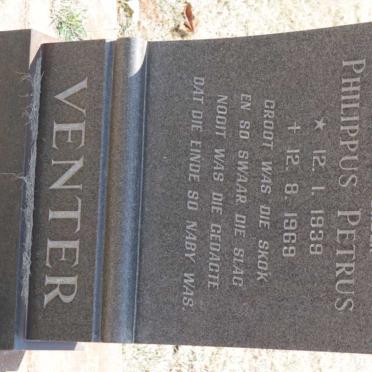 PHILIPPUS PETRUS
* 12. 1. 1939
+ 12. 8. 1969
GROOT WAS DIE SKOK
EN SO SWAAR DIE SLAG
NOOIT WAS DIE GEDAGTE
DAT DIE EINDE SO NABY WAS.
VENTER